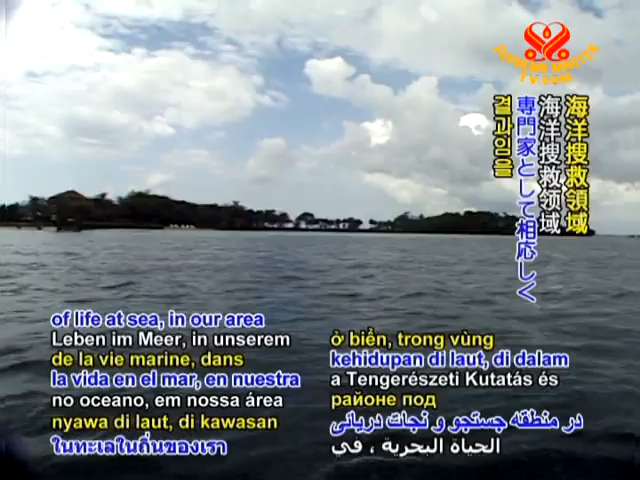 SUPREME MASTER
TV.COM
海洋搜救領域
海洋搜救领域
専門家として相応しく
결과임을
of life at sea, in our area
Leben im Meer, in unserem
de la vie marine, dans
la vida en el mar, en nuestra
no oceano, em nossa área
nyawa di laut, di kawasan
ในทะเลในถิ่นของเรา
ở biển, trong vùng
kehidupan di laut, di dalam
a Tengerészeti Kutatás és
районе под
در منطقه جستجو و نجات دریائی
الحياة البحرية ، في